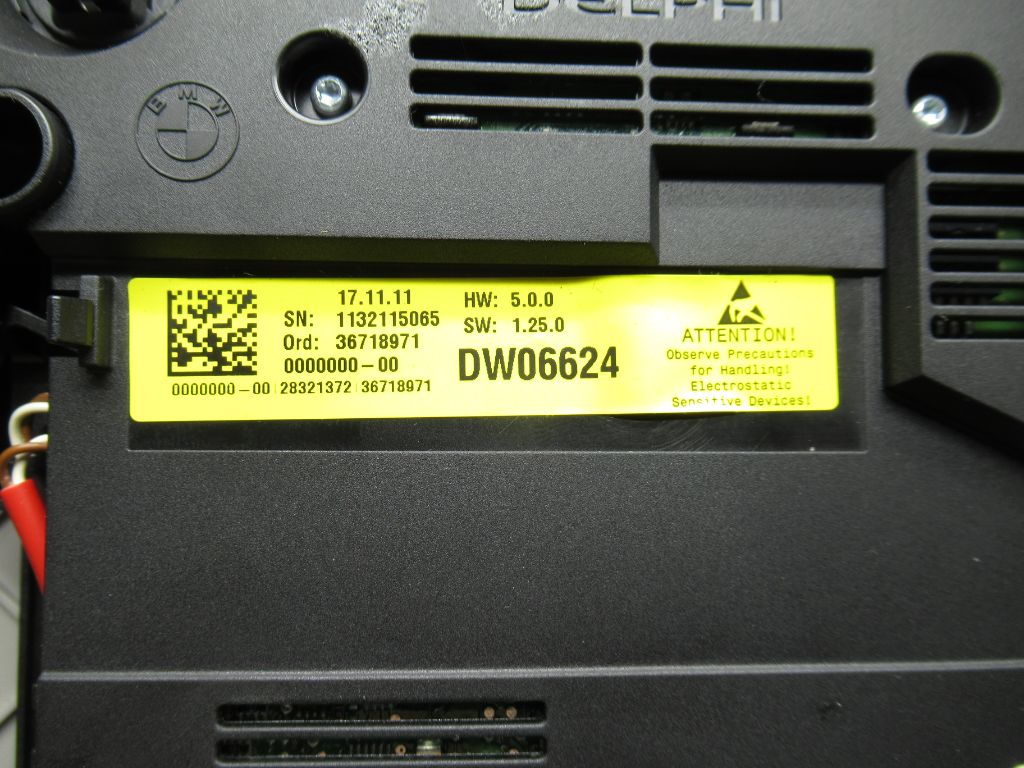 DELPHI
BMW
17.11.11
SN: 1132115065
Ord: 36718971
0000000-00
0000000-00 28321372 36718971
HW: 5.0.0
SW: 1.25.0
DW06624
ATTENTION!
Observe Precautions
for Handling!
Electrostatic
Sensitive Devices!